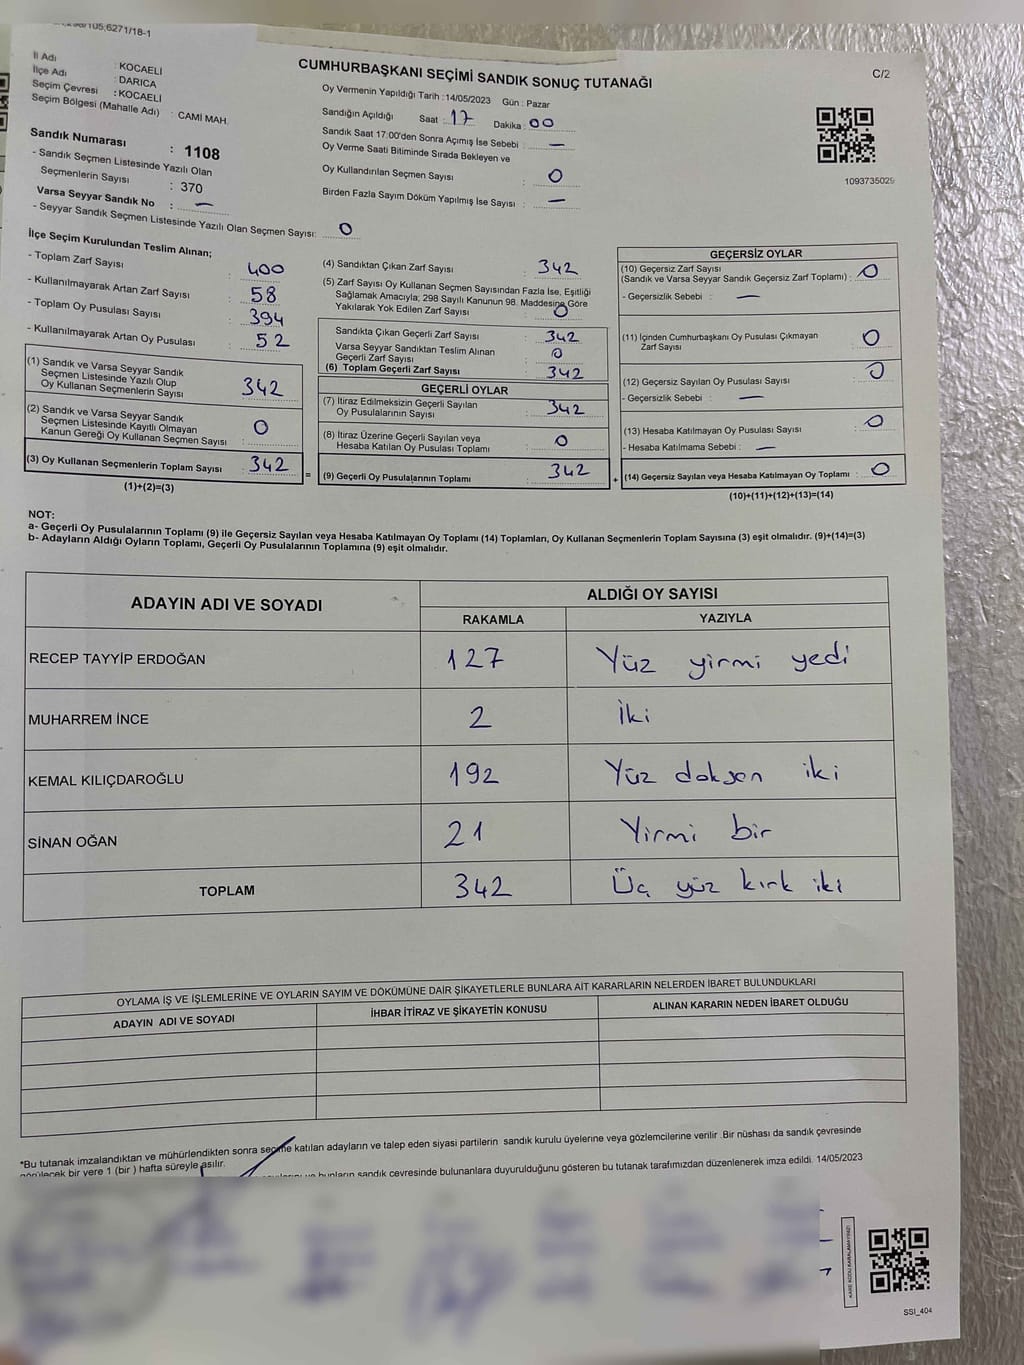 105;6271/18-1
CUMHURBAŞKANI SEÇİMİ SANDIK SONUÇ TUTANAĞI
C/2
İl Adı : KOCAELİ
İlçe Adı : DARICA
Seçim Çevresi : KOCAELİ
Seçim Bölgesi (Mahalle Adı) : CAMİ MAH.
Sandık Numarası : 1108
- Sandık Seçmen Listesinde Yazılı Olan
Seçmenlerin Sayısı : 370
Varsa Seyyar Sandık No : —
- Seyyar Sandık Seçmen Listesinde Yazılı Olan Seçmen Sayısı: 0
Oy Vermenin Yapıldığı Tarih : 14/05/2023 Gün : Pazar
Sandığın Açıldığı Saat : 17 Dakika : 00
Sandık Saat 17:00'den Sonra Açımış İse Sebebi : —
Oy Verme Saati Bitiminde Sırada Bekleyen ve
Oy Kullandırılan Seçmen Sayısı : 0
Birden Fazla Sayım Döküm Yapılmış İse Sayısı : —
1093735029
İlçe Seçim Kurulundan Teslim Alınan;
- Toplam Zarf Sayısı : 400
- Kullanılmayarak Artan Zarf Sayısı : 58
- Toplam Oy Pusulası Sayısı : 394
- Kullanılmayarak Artan Oy Pusulası : 52
(1) Sandık ve Varsa Seyyar Sandık
Seçmen Listesinde Yazılı Olup
Oy Kullanan Seçmenlerin Sayısı : 342
(2) Sandık ve Varsa Seyyar Sandık
Seçmen Listesinde Kayıtlı Olmayan
Kanun Gereği Oy Kullanan Seçmen Sayısı : 0
(3) Oy Kullanan Seçmenlerin Toplam Sayısı : 342
(1)+(2)=(3)
=
(4) Sandıktan Çıkan Zarf Sayısı : 342
(5) Zarf Sayısı Oy Kullanan Seçmen Sayısından Fazla İse, Eşitliği
Sağlamak Amacıyla; 298 Sayılı Kanunun 98. Maddesine Göre
Yakılarak Yok Edilen Zarf Sayısı : 0
Sandıkta Çıkan Geçerli Zarf Sayısı : 342
Varsa Seyyar Sandıktan Teslim Alınan
Geçerli Zarf Sayısı : 0
(6) Toplam Geçerli Zarf Sayısı : 342
GEÇERLİ OYLAR
(7) İtiraz Edilmeksizin Geçerli Sayılan
Oy Pusulalarının Sayısı : 342
(8) İtiraz Üzerine Geçerli Sayılan veya
Hesaba Katılan Oy Pusulası Toplamı : 0
(9) Geçerli Oy Pusulalarının Toplamı : 342
+
GEÇERSİZ OYLAR
(10) Geçersiz Zarf Sayısı
(Sandık ve Varsa Seyyar Sandık Geçersiz Zarf Toplamı) : 0
- Geçersizlik Sebebi : —
(11) İçinden Cumhurbaşkanı Oy Pusulası Çıkmayan
Zarf Sayısı : 0
(12) Geçersiz Sayılan Oy Pusulası Sayısı : 0
- Geçersizlik Sebebi : —
(13) Hesaba Katılmayan Oy Pusulası Sayısı : 0
- Hesaba Katılmama Sebebi : —
(14) Geçersiz Sayılan veya Hesaba Katılmayan Oy Toplamı : 0
(10)+(11)+(12)+(13)=(14)
NOT:
a- Geçerli Oy Pusulalarının Toplamı (9) ile Geçersiz Sayılan veya Hesaba Katılmayan Oy Toplamı (14) Toplamları, Oy Kullanan Seçmenlerin Toplam Sayısına (3) eşit olmalıdır. (9)+(14)=(3)
b- Adayların Aldığı Oyların Toplamı, Geçerli Oy Pusulalarının Toplamına (9) eşit olmalıdır.
ADAYIN ADI VE SOYADI ALDIĞI OY SAYISI
RAKAMLA YAZIYLA
RECEP TAYYİP ERDOĞAN 127 Yüz yirmi yedi
MUHARREM İNCE 2 İki
KEMAL KILIÇDAROĞLU 192 Yüz doksan iki
SİNAN OĞAN 21 Yirmi bir
TOPLAM 342 Üç yüz kırk iki
OYLAMA İŞ VE İŞLEMLERİNE VE OYLARIN SAYIM VE DÖKÜMÜNE DAİR ŞİKAYETLERLE BUNLARA AİT KARARLARIN NELERDEN İBARET BULUNDUKLARI
ADAYIN ADI VE SOYADI İHBAR İTİRAZ VE ŞİKAYETİN KONUSU ALINAN KARARIN NEDEN İBARET OLDUĞU
*Bu tutanak imzalandıktan ve mühürlendikten sonra seçime katılan adayların ve talep eden siyasi partilerin sandık kurulu üyelerine veya gözlemcilerine verilir .Bir nüshası da sandık çevresinde
görülecek bir yere 1 (bir ) hafta süreyle asılır.
bunların sandık çevresinde bulunanlara duyurulduğunu gösteren bu tutanak tarafımızdan düzenlenerek imza edildi. 14/05/2023
KARE KODU KARALAMAYINIZ!
SSI_404